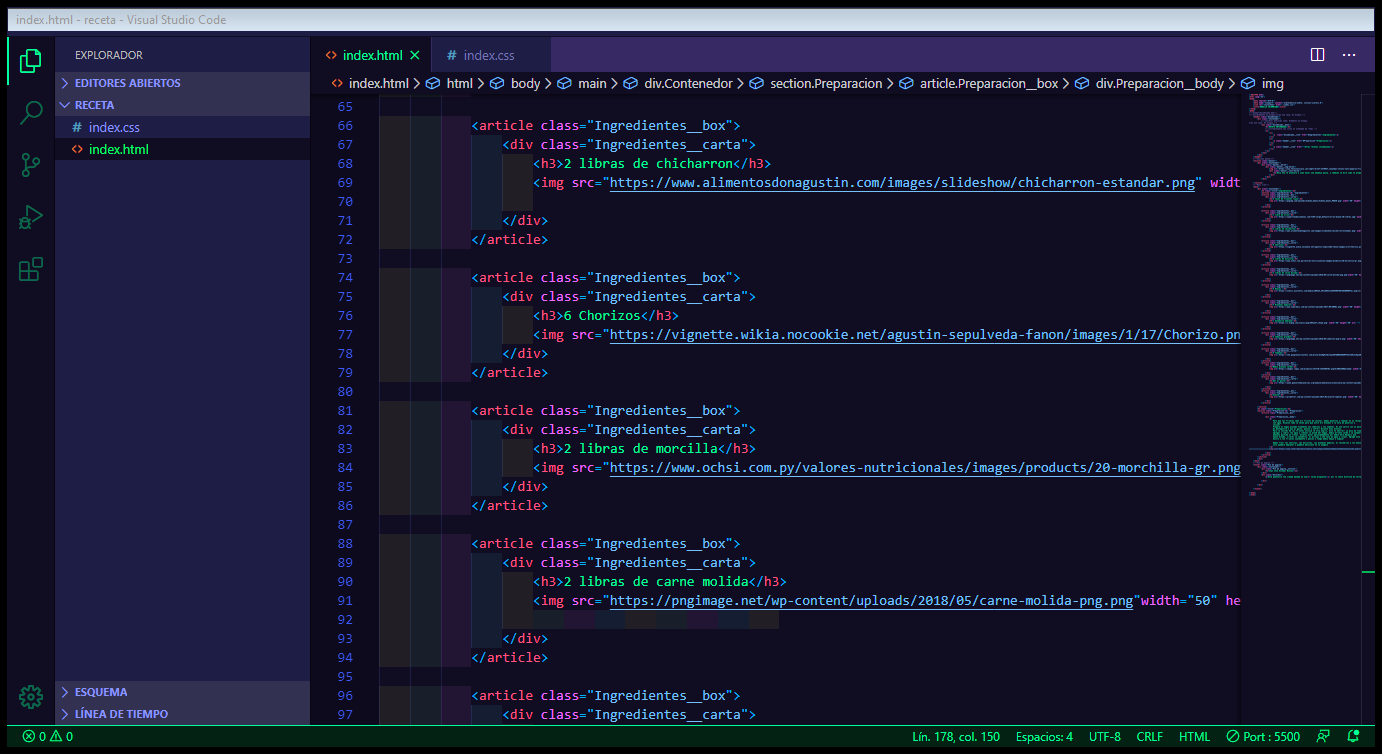 index.html - receta - Visual Studio Code
EXPLORADOR
EDITORES ABIERTOS
RECETA
# index.css
<> index.html
ESQUEMA
LÍNEA DE TIEMPO
<> index.html × # index.css ···
<> index.html > html > body > main > div.Contenedor > section.Preparacion > article.Preparacion__box > div.Preparacion__body > img
65
66 <article class="Ingredientes__box">
67 <div class="Ingredientes__carta">
68 <h3>2 libras de chicharron</h3>
69 <img src="https://www.alimentosdonagustin.com/images/slideshow/chicharron-estandar.png" widt
70
71 </div>
72 </article>
73
74 <article class="Ingredientes__box">
75 <div class="Ingredientes__carta">
76 <h3>6 Chorizos</h3>
77 <img src="https://vignette.wikia.nocookie.net/agustin-sepulveda-fanon/images/1/17/Chorizo.pn
78 </div>
79 </article>
80
81 <article class="Ingredientes__box">
82 <div class="Ingredientes__carta">
83 <h3>2 libras de morcilla</h3>
84 <img src="https://www.ochsi.com.py/valores-nutricionales/images/products/20-morchilla-gr.png
85 </div>
86 </article>
87
88 <article class="Ingredientes__box">
89 <div class="Ingredientes__carta">
90 <h3>2 libras de carne molida</h3>
91 <img src="https://pngimage.net/wp-content/uploads/2018/05/carne-molida-png.png"width="50" he
92
93 </div>
94 </article>
95
96 <article class="Ingredientes__box">
97 <div class="Ingredientes__carta">
0 0 Lín. 178, col. 150 Espacios: 4 UTF-8 CRLF HTML Port : 5500